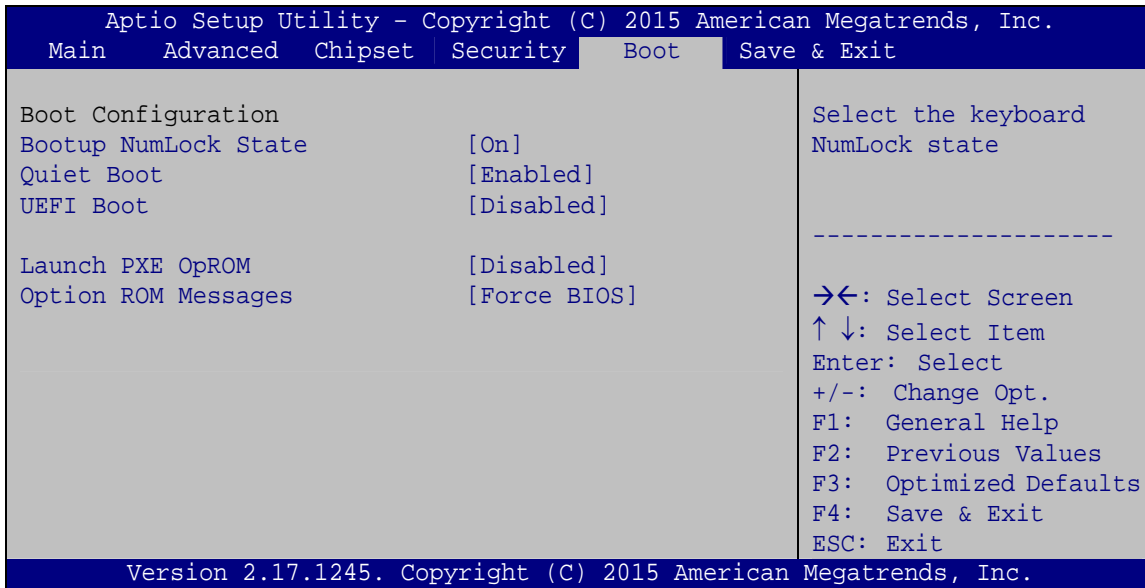 Aptio Setup Utility – Copyright (C) 2015 American Megatrends, Inc.
Main Advanced Chipset Security Boot Save & Exit
Boot Configuration
Bootup NumLock State [On]
Quiet Boot [Enabled]
UEFI Boot [Disabled]
Launch PXE OpROM [Disabled]
Option ROM Messages [Force BIOS]
Select the keyboard
NumLock state
---------------------
→←: Select Screen
↑ ↓: Select Item
Enter: Select
+/-: Change Opt.
F1: General Help
F2: Previous Values
F3: Optimized Defaults
F4: Save & Exit
ESC: Exit
Version 2.17.1245. Copyright (C) 2015 American Megatrends, Inc.